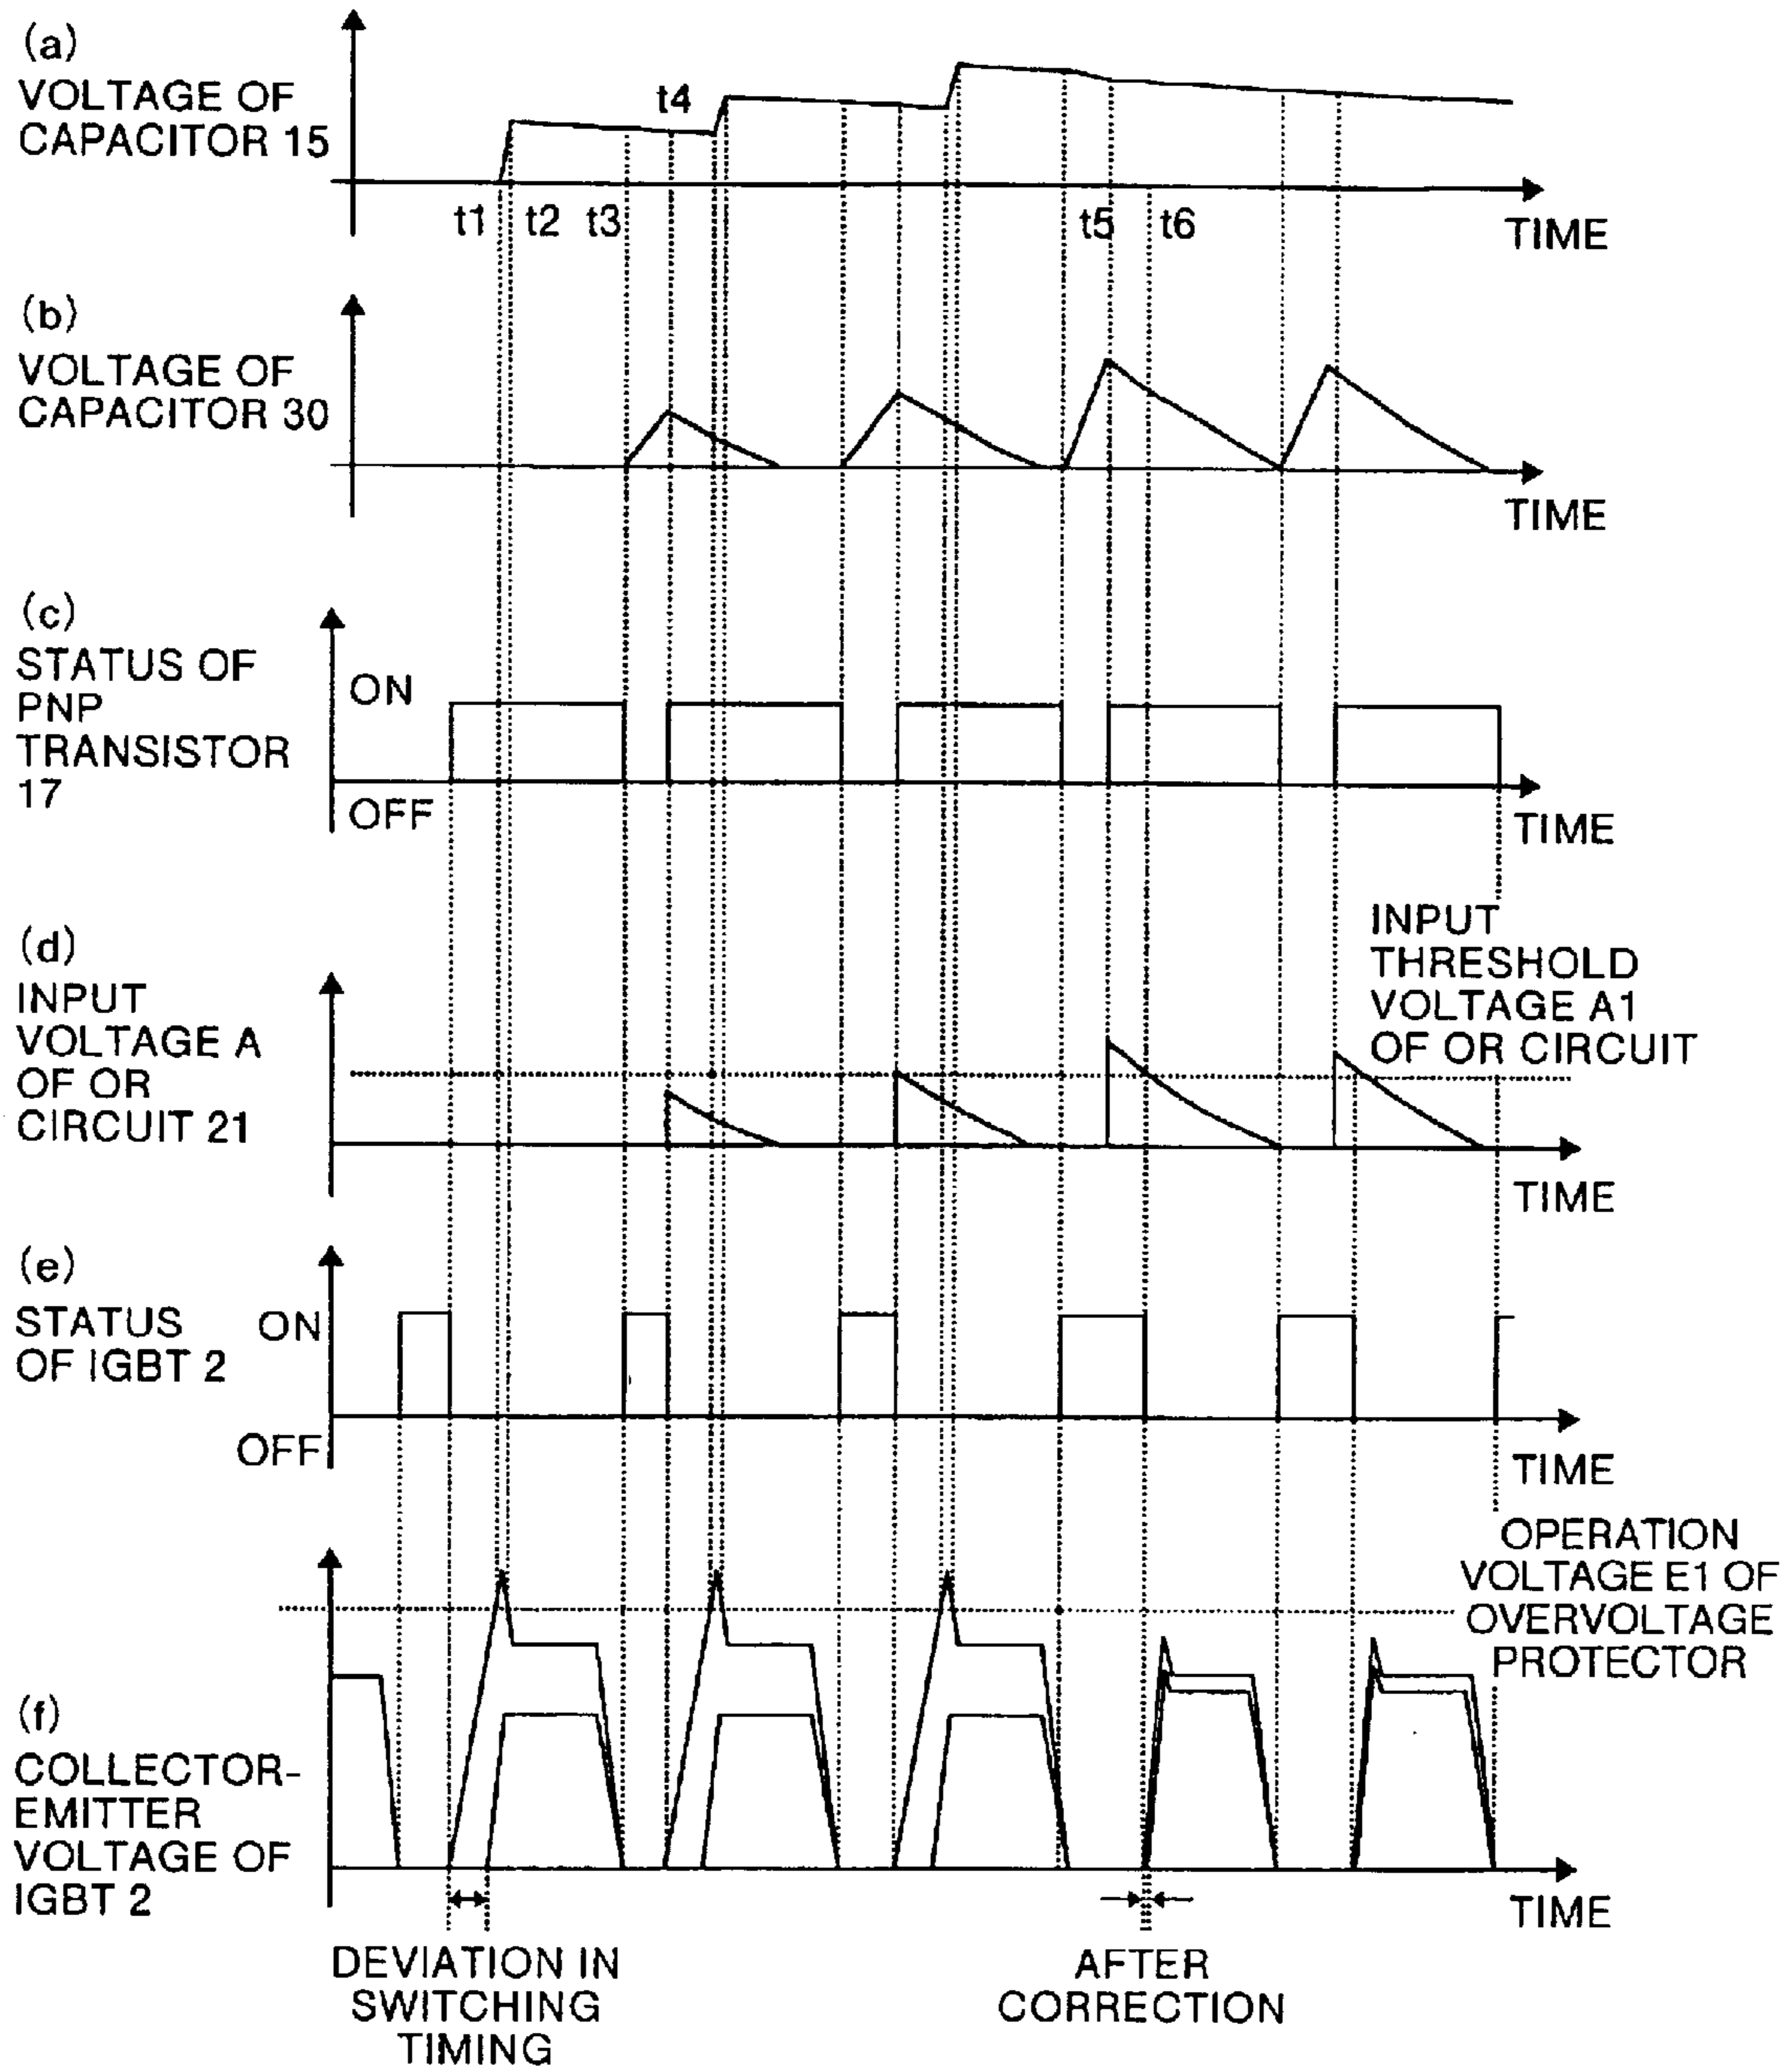 (a)
VOLTAGE OF
CAPACITOR 15
t4
t1
t2
t3
t5
t6
TIME
(b)
VOLTAGE OF
CAPACITOR 30
TIME
(c)
STATUS OF
PNP
TRANSISTOR
17
ON
OFF
TIME
(d)
INPUT
VOLTAGE A
OF OR
CIRCUIT 21
INPUT
THRESHOLD
VOLTAGE A1
OF OR CIRCUIT
TIME
(e)
STATUS
OF IGBT 2
ON
OFF
TIME
OPERATION
VOLTAGE E1 OF
OVERVOLTAGE
PROTECTOR
(f)
COLLECTOR-
EMITTER
VOLTAGE OF
IGBT 2
TIME
DEVIATION IN
SWITCHING
TIMING
AFTER
CORRECTION